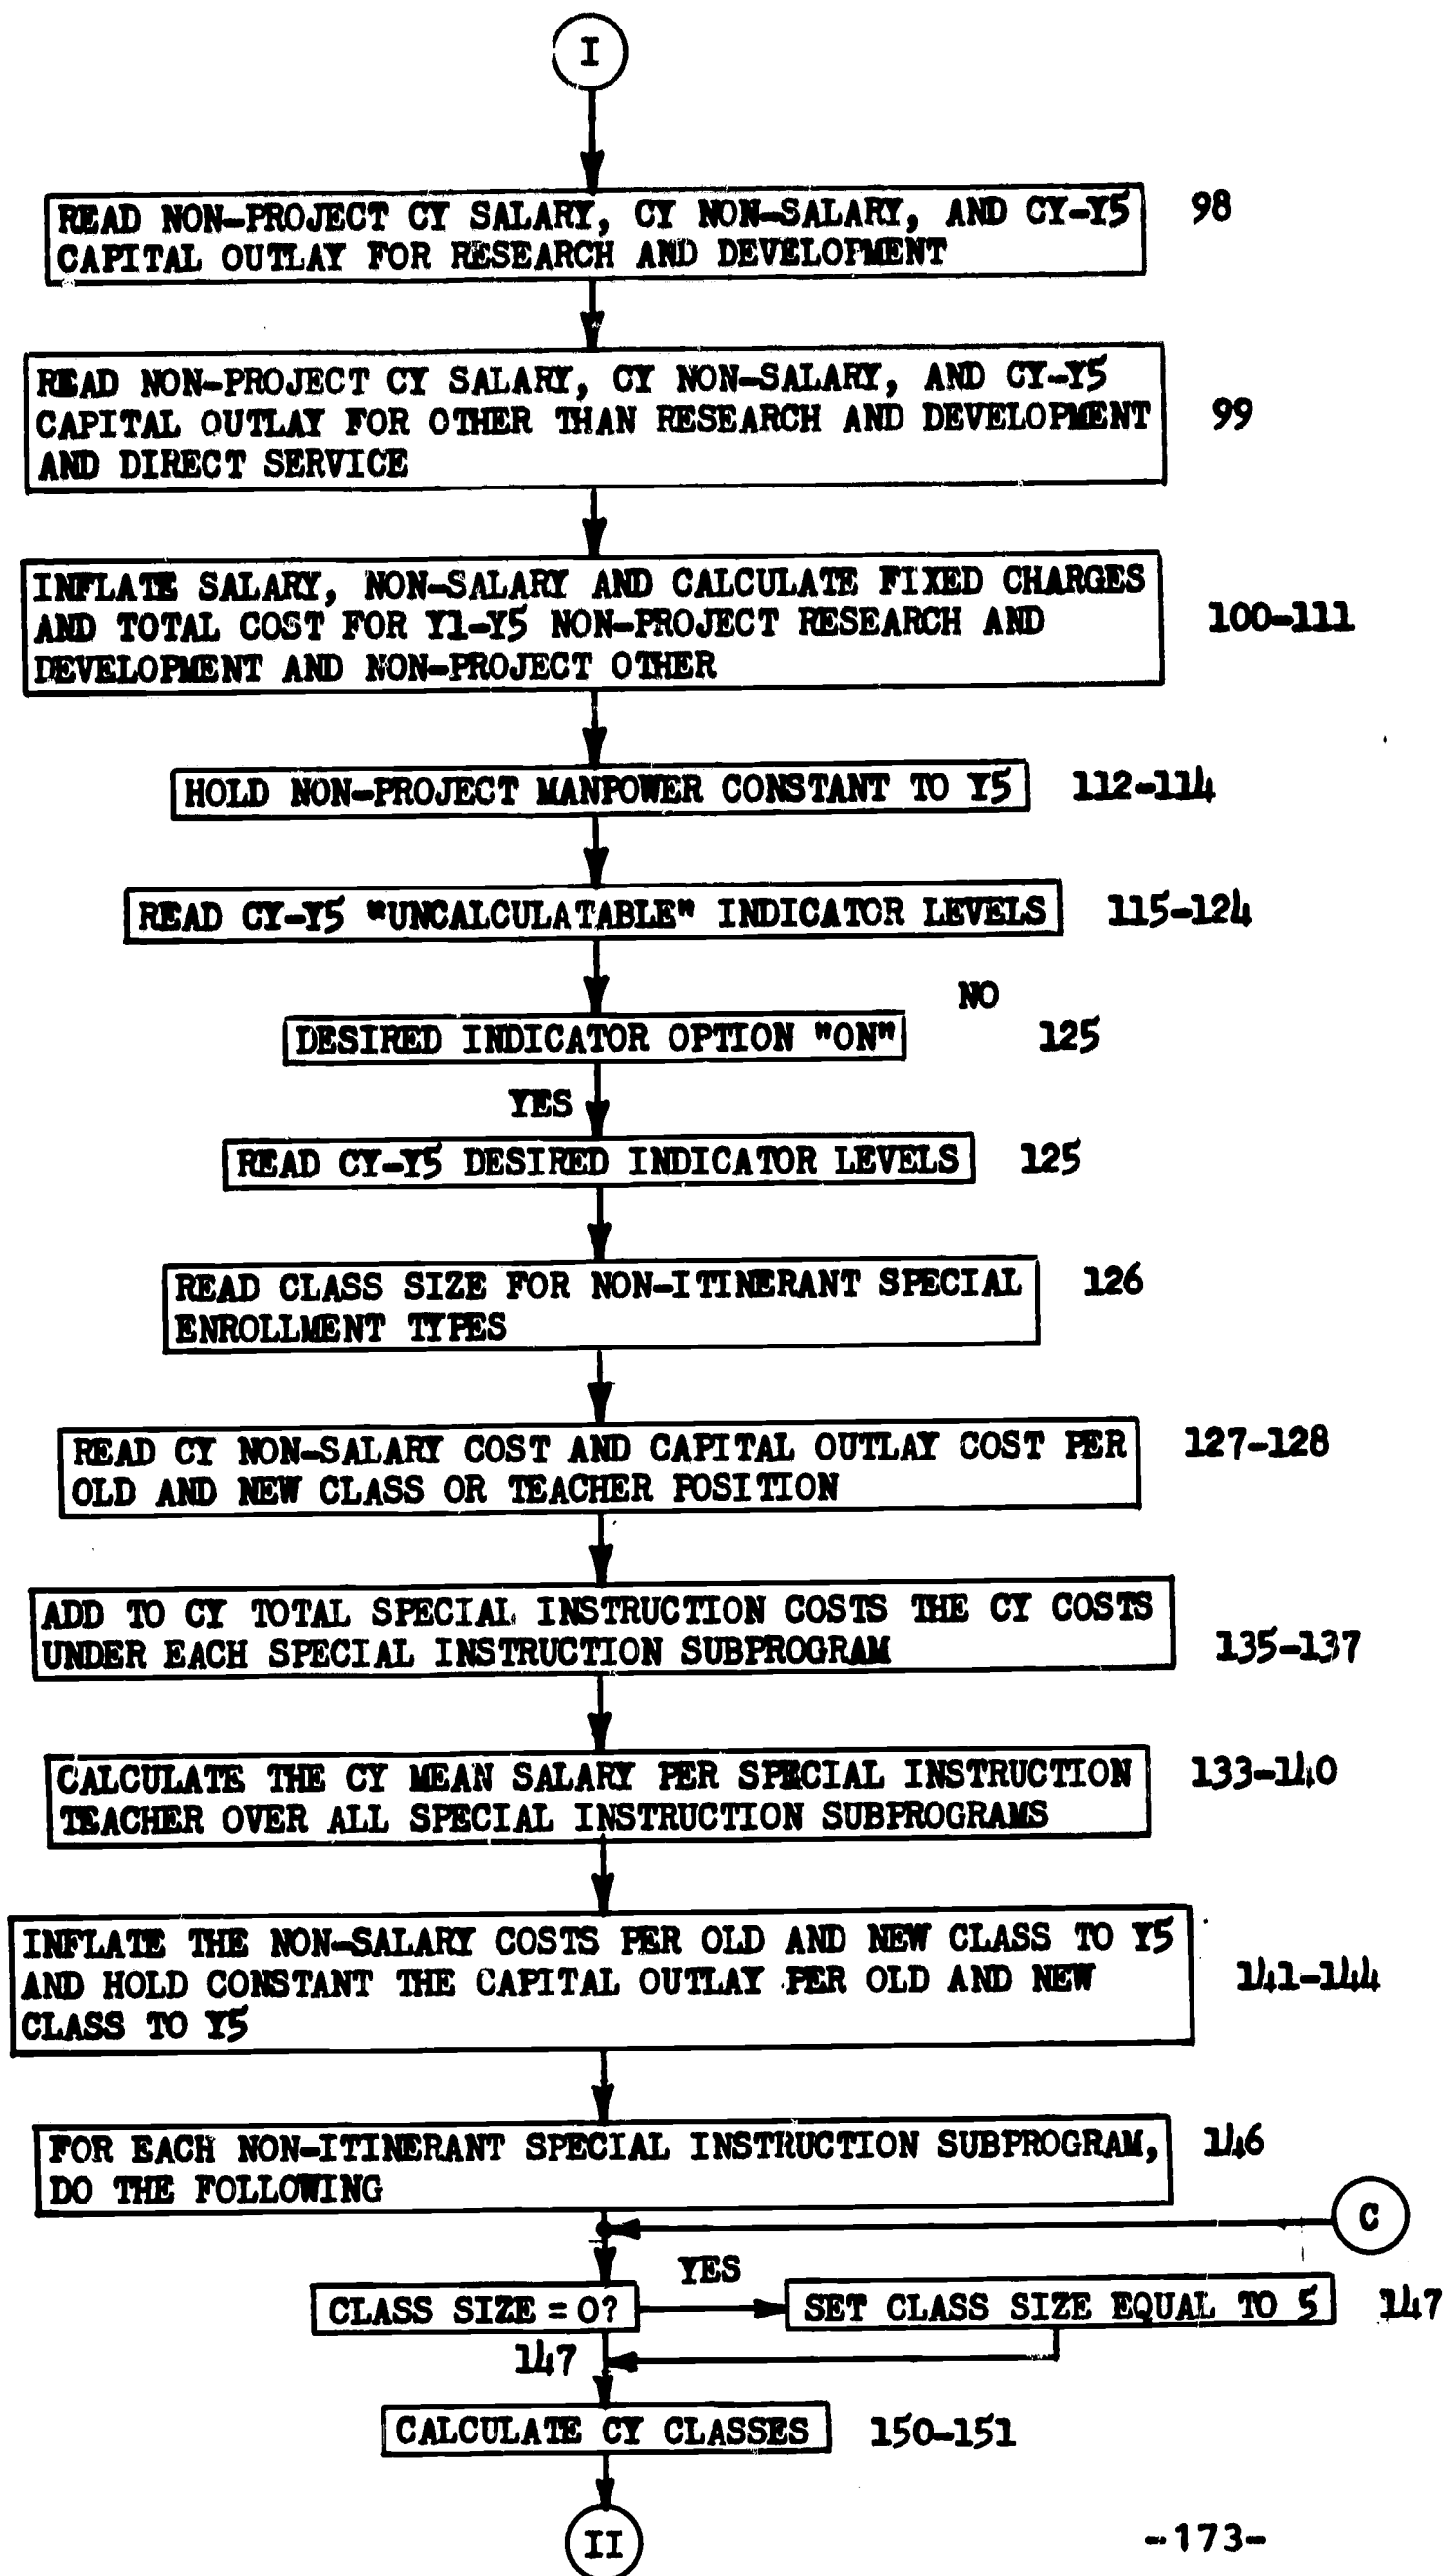 I
READ NON-PROJECT CY SALARY, CY NON-SALARY, AND CY-Y5
CAPITAL OUTLAY FOR RESEARCH AND DEVELOPMENT
98
READ NON-PROJECT CY SALARY, CY NON-SALARY, AND CY-Y5
CAPITAL OUTLAY FOR OTHER THAN RESEARCH AND DEVELOPMENT
AND DIRECT SERVICE
99
INFLATE SALARY, NON-SALARY AND CALCULATE FIXED CHARGES
AND TOTAL COST FOR Y1-Y5 NON-PROJECT RESEARCH AND
DEVELOPMENT AND NON-PROJECT OTHER
100-111
HOLD NON-PROJECT MANPOWER CONSTANT TO Y5
112-114
READ CY-Y5 "UNCALCULATABLE" INDICATOR LEVELS
115-124
NO
DESIRED INDICATOR OPTION "ON"
125
YES
READ CY-Y5 DESIRED INDICATOR LEVELS
125
READ CLASS SIZE FOR NON-ITINERANT SPECIAL
ENROLLMENT TYPES
126
READ CY NON-SALARY COST AND CAPITAL OUTLAY COST PER
OLD AND NEW CLASS OR TEACHER POSITION
127-128
ADD TO CY TOTAL SPECIAL INSTRUCTION COSTS THE CY COSTS
UNDER EACH SPECIAL INSTRUCTION SUBPROGRAM
135-137
CALCULATE THE CY MEAN SALARY PER SPECIAL INSTRUCTION
TEACHER OVER ALL SPECIAL INSTRUCTION SUBPROGRAMS
133-140
INFLATE THE NON-SALARY COSTS PER OLD AND NEW CLASS TO Y5
AND HOLD CONSTANT THE CAPITAL OUTLAY PER OLD AND NEW
CLASS TO Y5
141-144
FOR EACH NON-ITINERANT SPECIAL INSTRUCTION SUBPROGRAM,
DO THE FOLLOWING
146
C
YES
CLASS SIZE = 0?
SET CLASS SIZE EQUAL TO 5
147
147
CALCULATE CY CLASSES
150-151
II
-173-